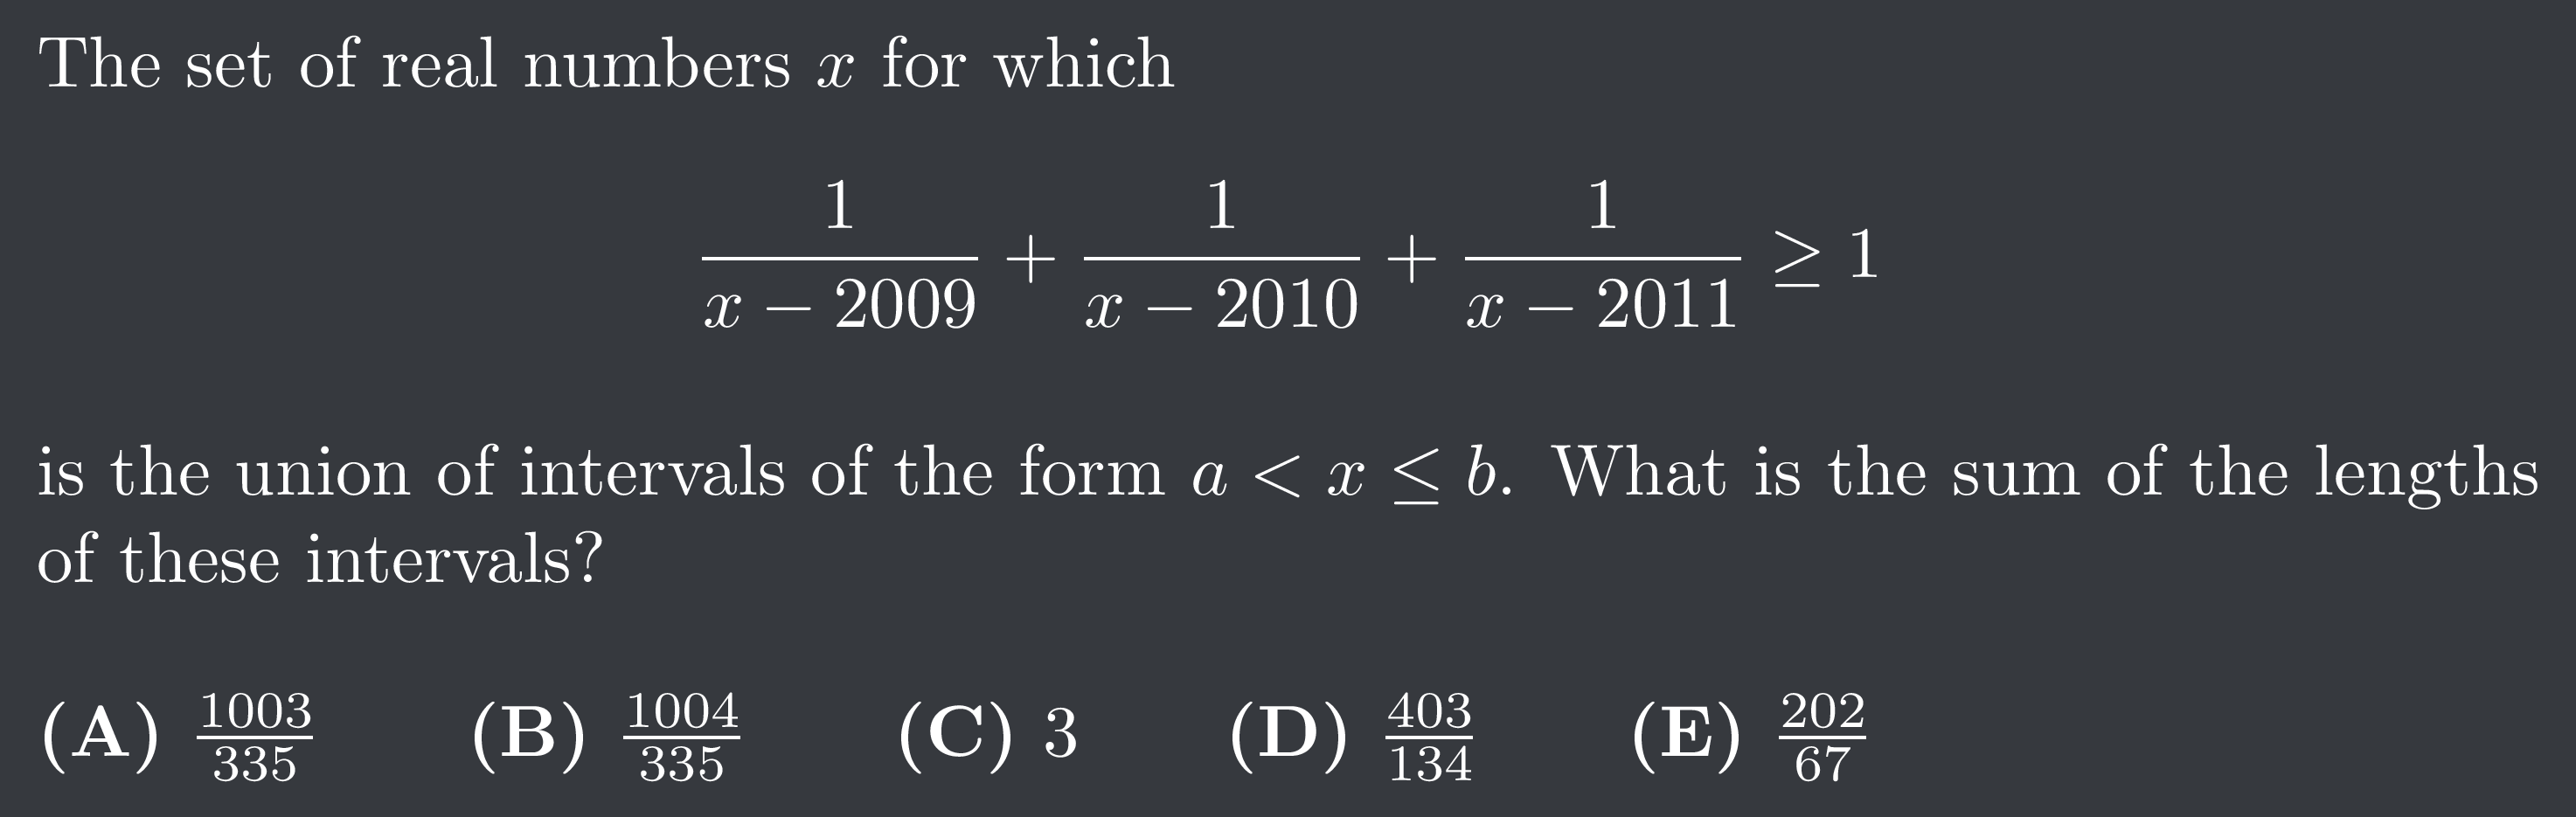 The set of real numbers x for which
1/(x − 2009) + 1/(x − 2010) + 1/(x − 2011) ≥ 1
is the union of intervals of the form a < x ≤ b. What is the sum of the lengths
of these intervals?
(A) 1003/335 (B) 1004/335 (C) 3 (D) 403/134 (E) 202/67